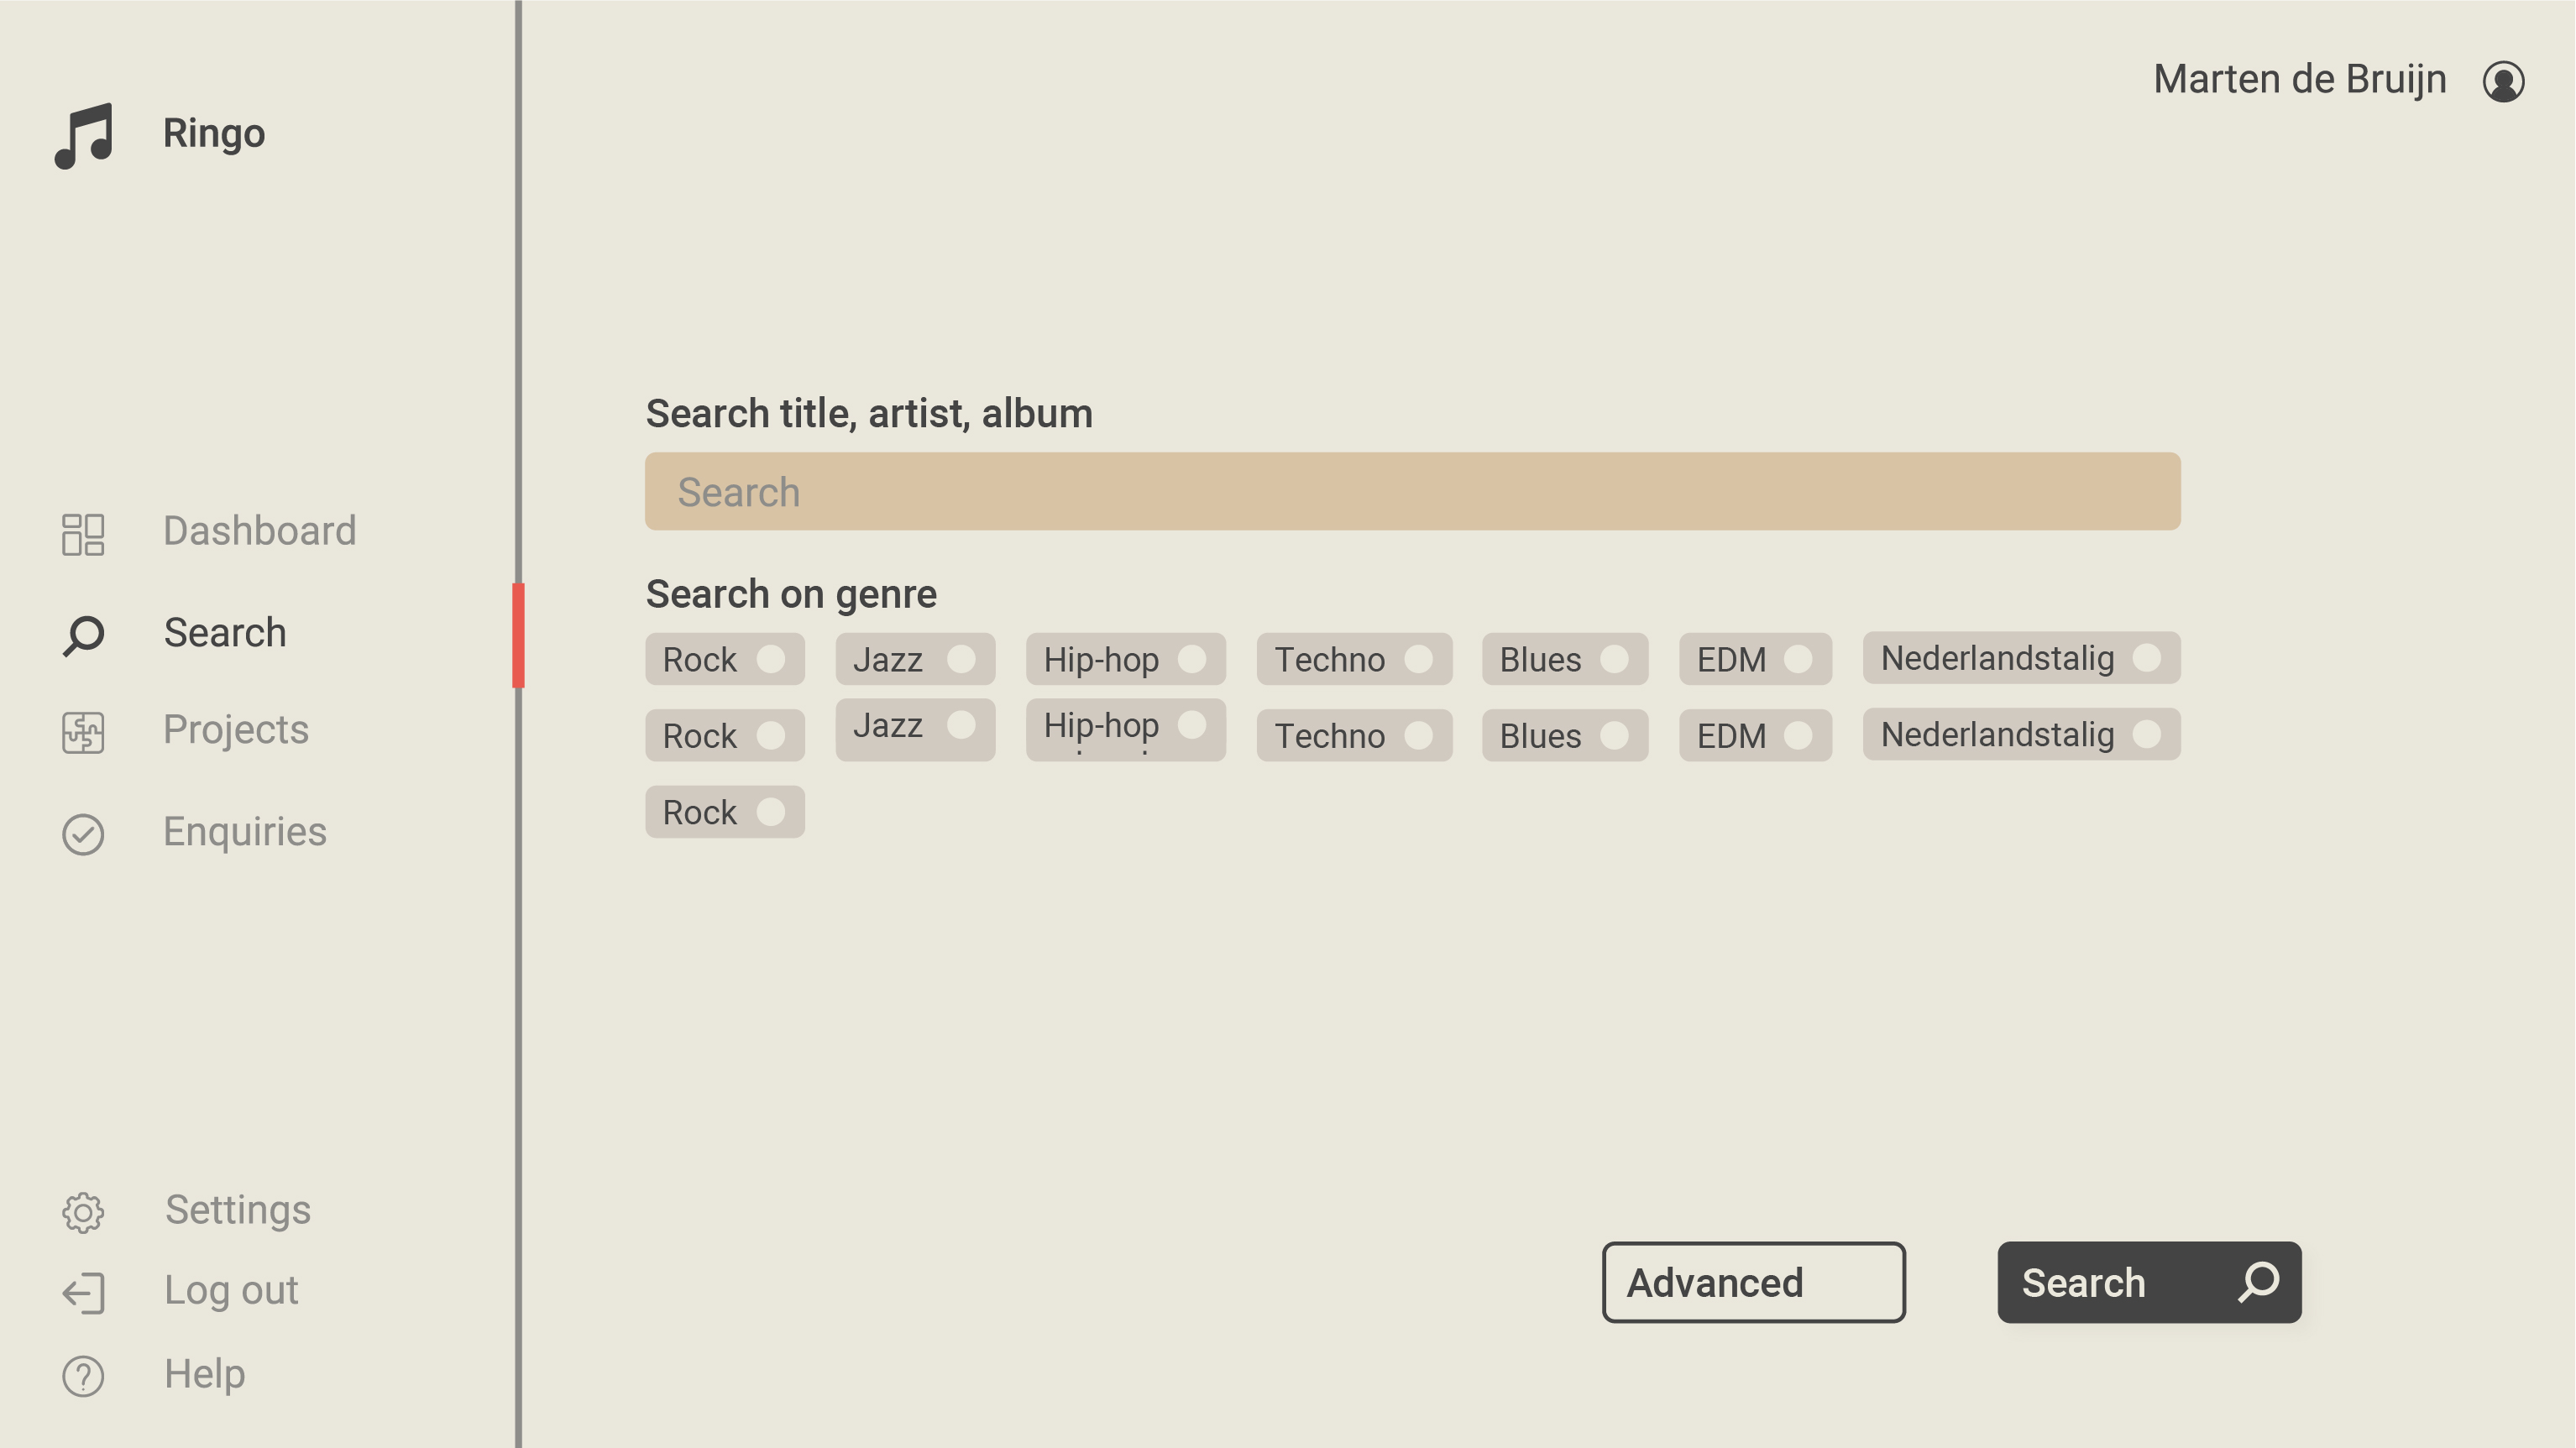 Marten de Bruijn
Ringo
Dashboard
Search
Projects
Enquiries
Settings
Log out
Help
Search title, artist, album
Search
Search on genre
Rock Jazz Hip-hop Techno Blues EDM Nederlandstalig
Rock Jazz Hip-hop Techno Blues EDM Nederlandstalig
Rock
Advanced Search